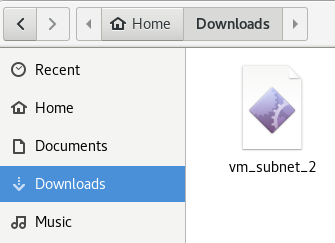 Home Downloads
Recent
Home
Documents
Downloads
Music
vm_subnet_2